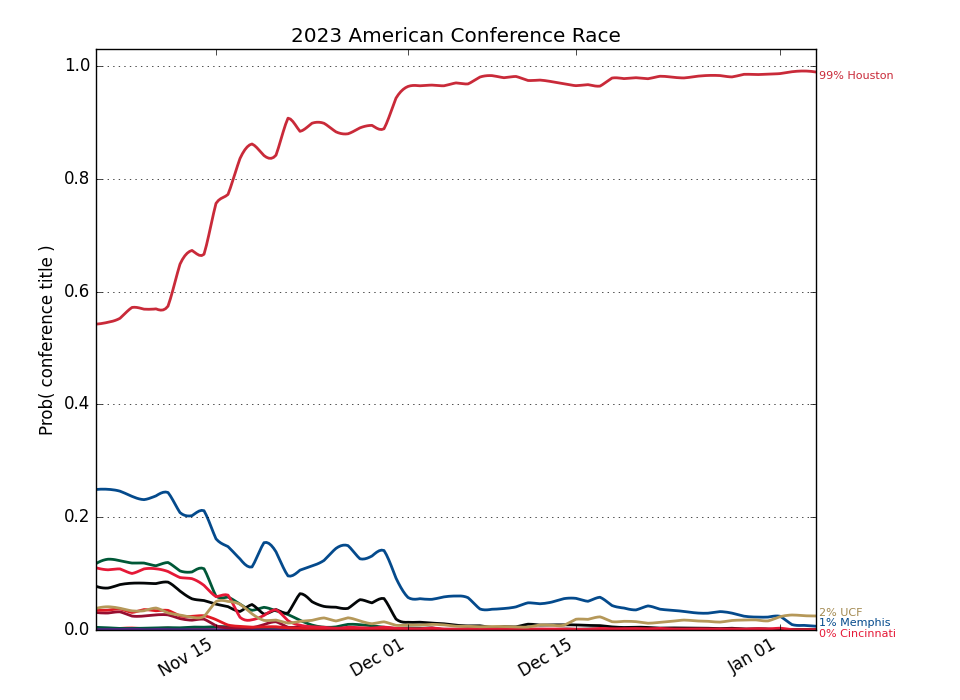 2023 American Conference Race
Prob( conference title )
1.0
0.8
0.6
0.4
0.2
0.0
99% Houston
2% UCF
1% Memphis
0% Cincinnati
Nov 15
Dec 01
Dec 15
Jan 01